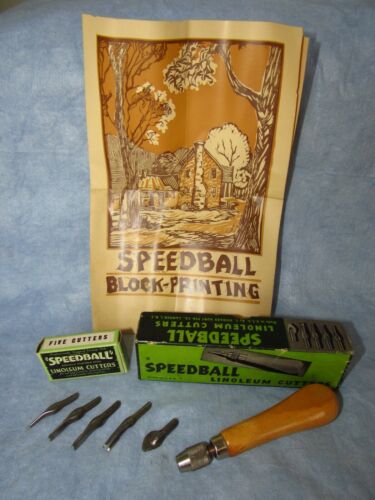 SPEEDBALL
BLOCK-PRINTING
FIVE CUTTERS
"SPEEDBALL"
LINOLEUM CUTTERS
LINOLEUM CUTTERS
SPEEDBALL
"SPEEDBALL"
LINOLEUM CUTTERS